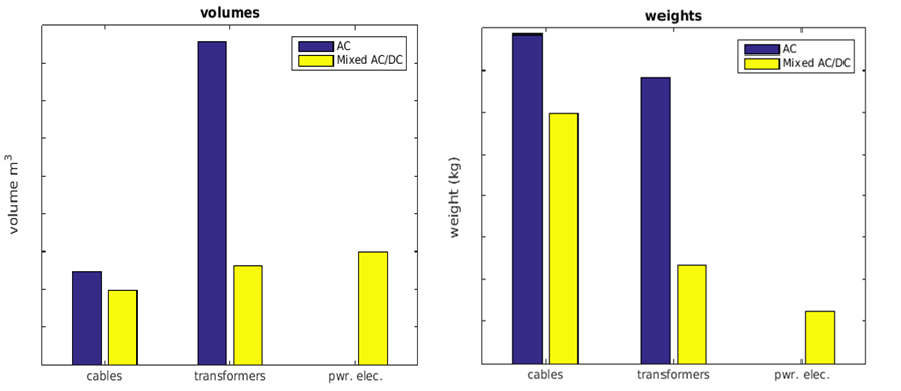 volumes
AC
Mixed AC/DC
volume m³
cables transformers pwr. elec.
weights
AC
Mixed AC/DC
weight (kg)
cables transformers pwr. elec.